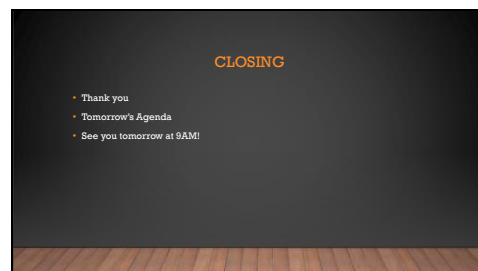 CLOSING
• Thank you
• Tomorrow's Agenda
• See you tomorrow at 9AM!